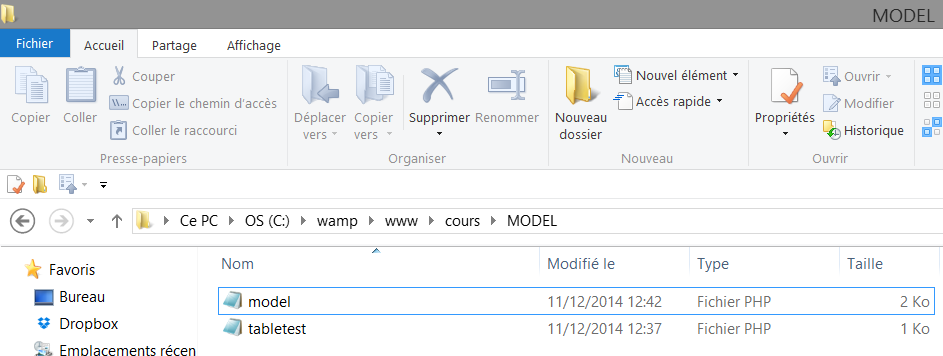 MODEL
Fichier Accueil Partage Affichage
Copier Coller Couper Copier le chemin d'accès Coller le raccourci
Déplacer vers Copier vers Supprimer Renommer
Nouveau dossier Nouvel élément Accès rapide
Propriétés Ouvrir Modifier Historique
Presse-papiers Organiser Nouveau Ouvrir
Ce PC OS (C:) wamp www cours MODEL
Nom Modifié le Type Taille
Favoris
Bureau
model 11/12/2014 12:42 Fichier PHP 2 Ko
Dropbox
tabletest 11/12/2014 12:37 Fichier PHP 1 Ko
Emplacements récen